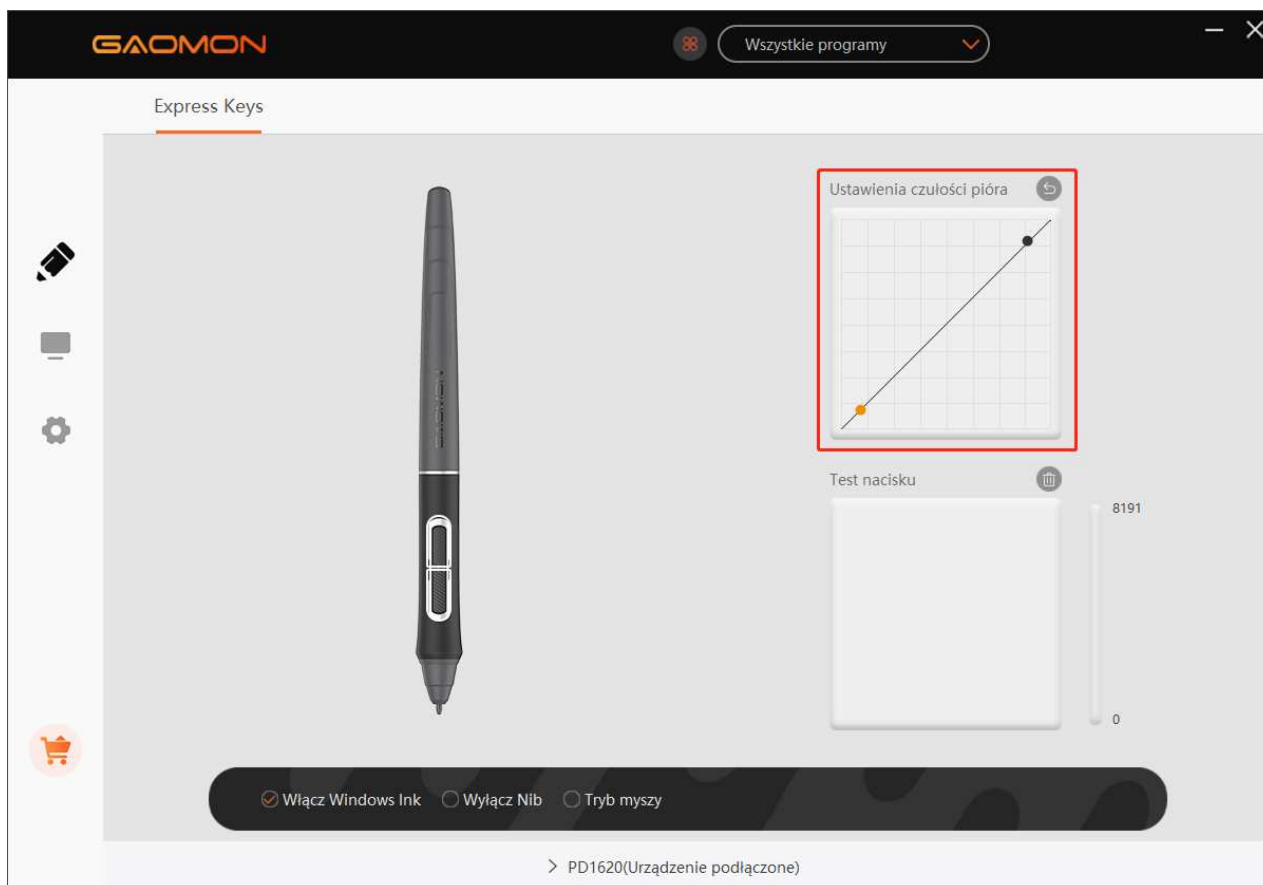 GAOMON
Wszystkie programy
Express Keys
Ustawienia czułości pióra
GAOMON
Test nacisku
8191
0
Włącz Windows Ink
Wyłącz Nib
Tryb myszy
PD1620(Urządzenie podłączone)